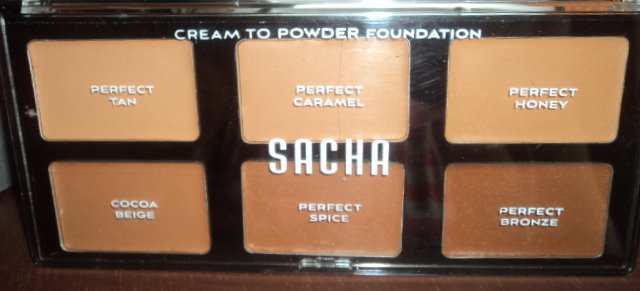 CREAM TO POWDER FOUNDATION
PERFECT
TAN
PERFECT
CARAMEL
PERFECT
HONEY
SACHA
COCOA
BEIGE
PERFECT
SPICE
PERFECT
BRONZE